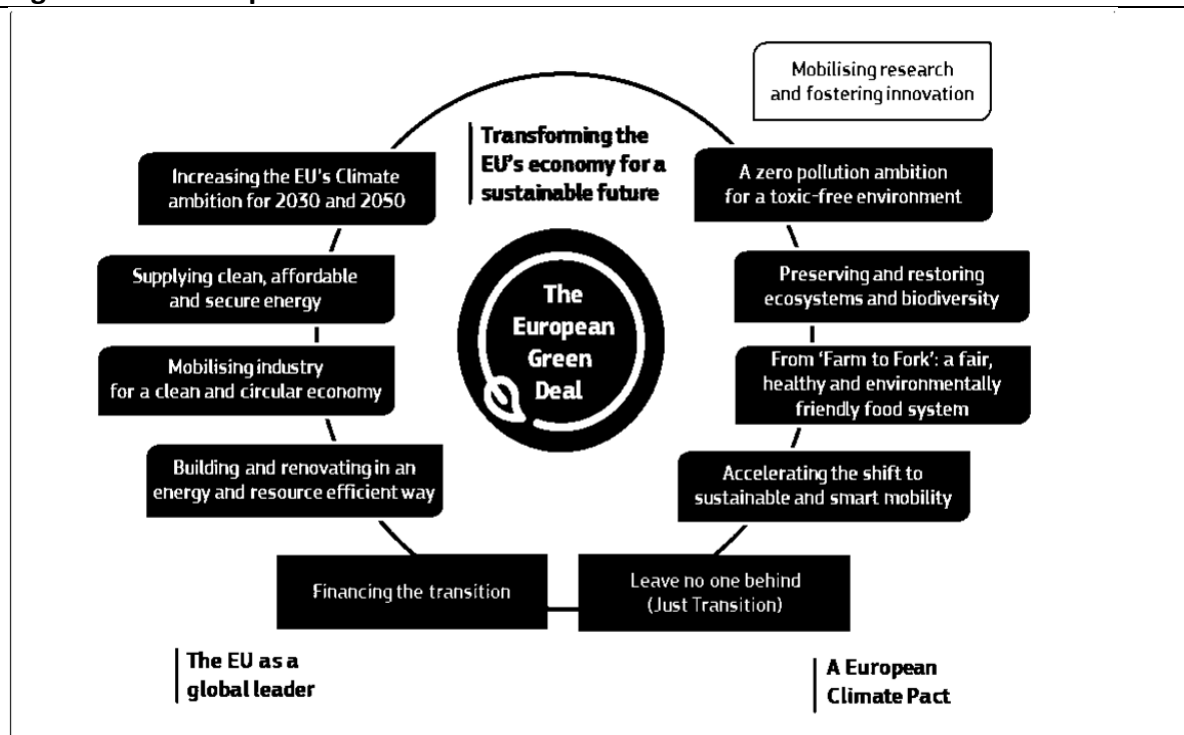 Mobilising research
and fostering innovation
Transforming the
EU's economy for a
sustainable future
Increasing the EU's Climate
ambition for 2030 and 2050
A zero pollution ambition
for a toxic-free environment
Supplying clean, affordable
and secure energy
Preserving and restoring
ecosystems and biodiversity
The
European
Green
Deal
Mobilising industry
for a clean and circular economy
From 'Farm to Fork': a fair,
healthy and environmentally
friendly food system
Building and renovating in an
energy and resource efficient way
Accelerating the shift to
sustainable and smart mobility
Financing the transition
Leave no one behind
(Just Transition)
The EU as a
global leader
A European
Climate Pact